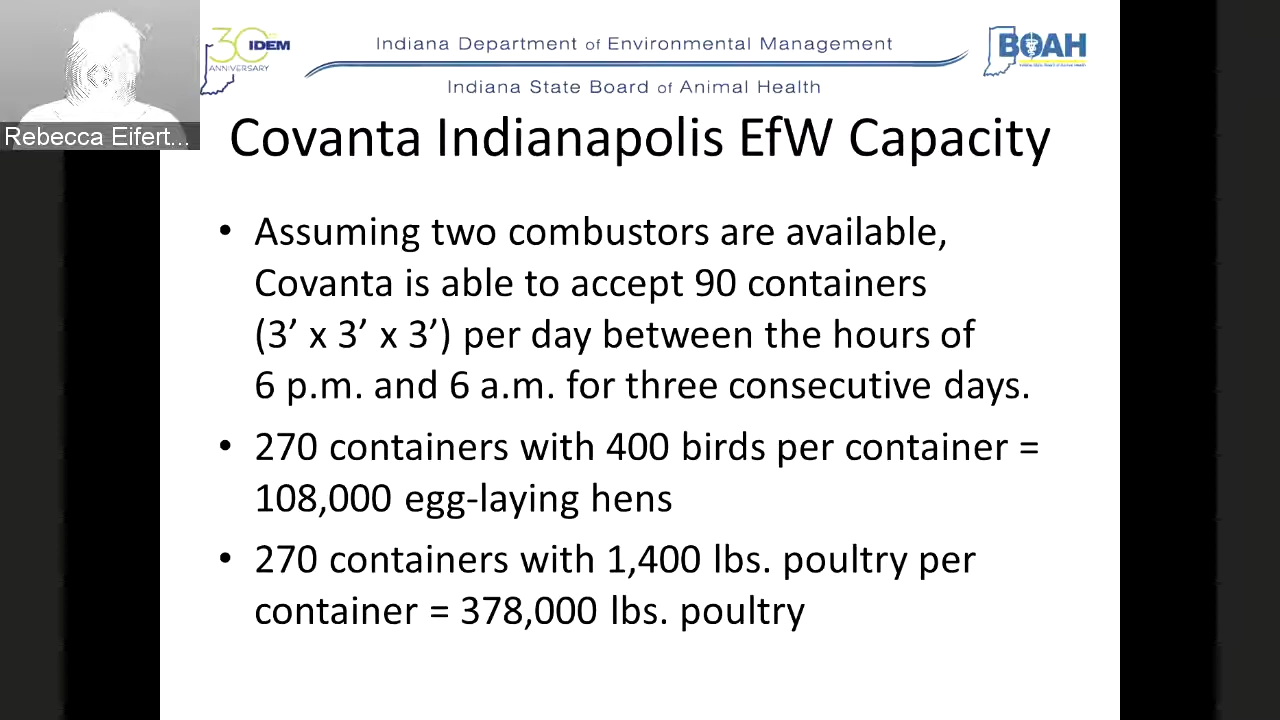 30 IDEM
ANNIVERSARY
Indiana Department of Environmental Management
Indiana State Board of Animal Health
BOAH
Rebecca Eifert...
Covanta Indianapolis EfW Capacity
• Assuming two combustors are available,
Covanta is able to accept 90 containers
(3’ x 3’ x 3’) per day between the hours of
6 p.m. and 6 a.m. for three consecutive days.
• 270 containers with 400 birds per container =
108,000 egg-laying hens
• 270 containers with 1,400 lbs. poultry per
container = 378,000 lbs. poultry